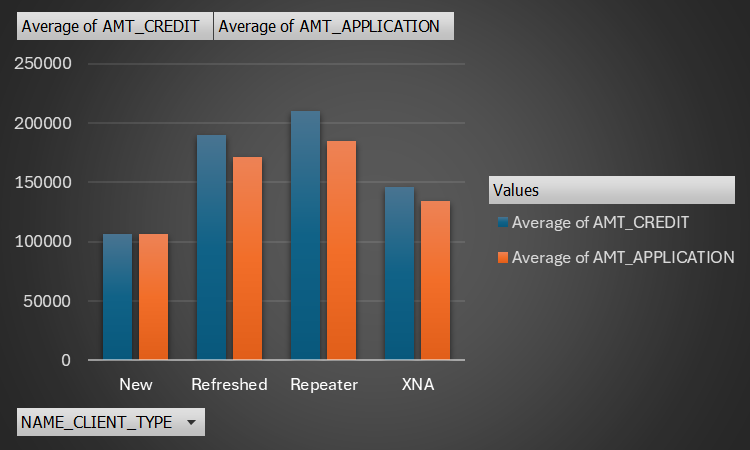 Average of AMT_CREDIT Average of AMT_APPLICATION
250000
200000
150000
100000
50000
0
New Refreshed Repeater XNA
Values
Average of AMT_CREDIT
Average of AMT_APPLICATION
NAME_CLIENT_TYPE